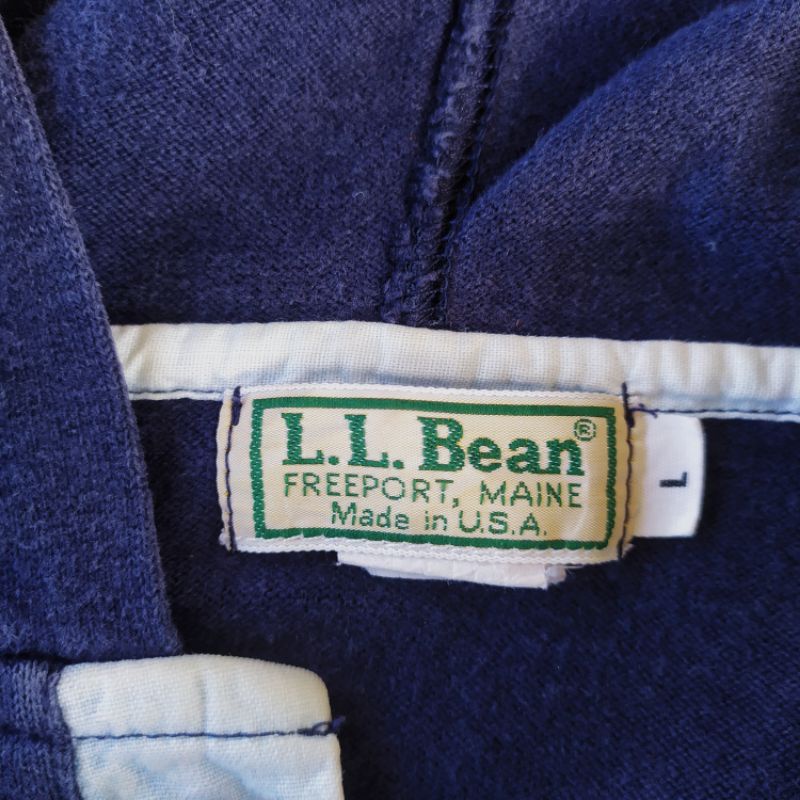 L.L. Bean®
FREEPORT, MAINE
Made in U.S.A.
L